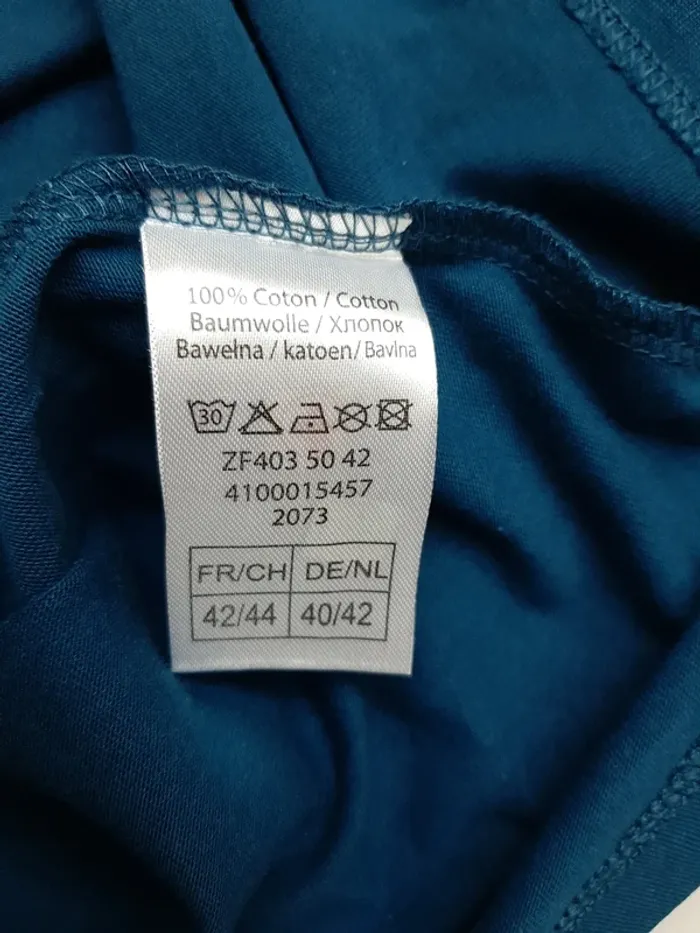 100% Coton / Cotton
Baumwolle / Хлопок
Bawełna / katoen/ Bavlna
30
ZF403 50 42
4100015457
2073
FR/CH DE/NL
42/44 40/42